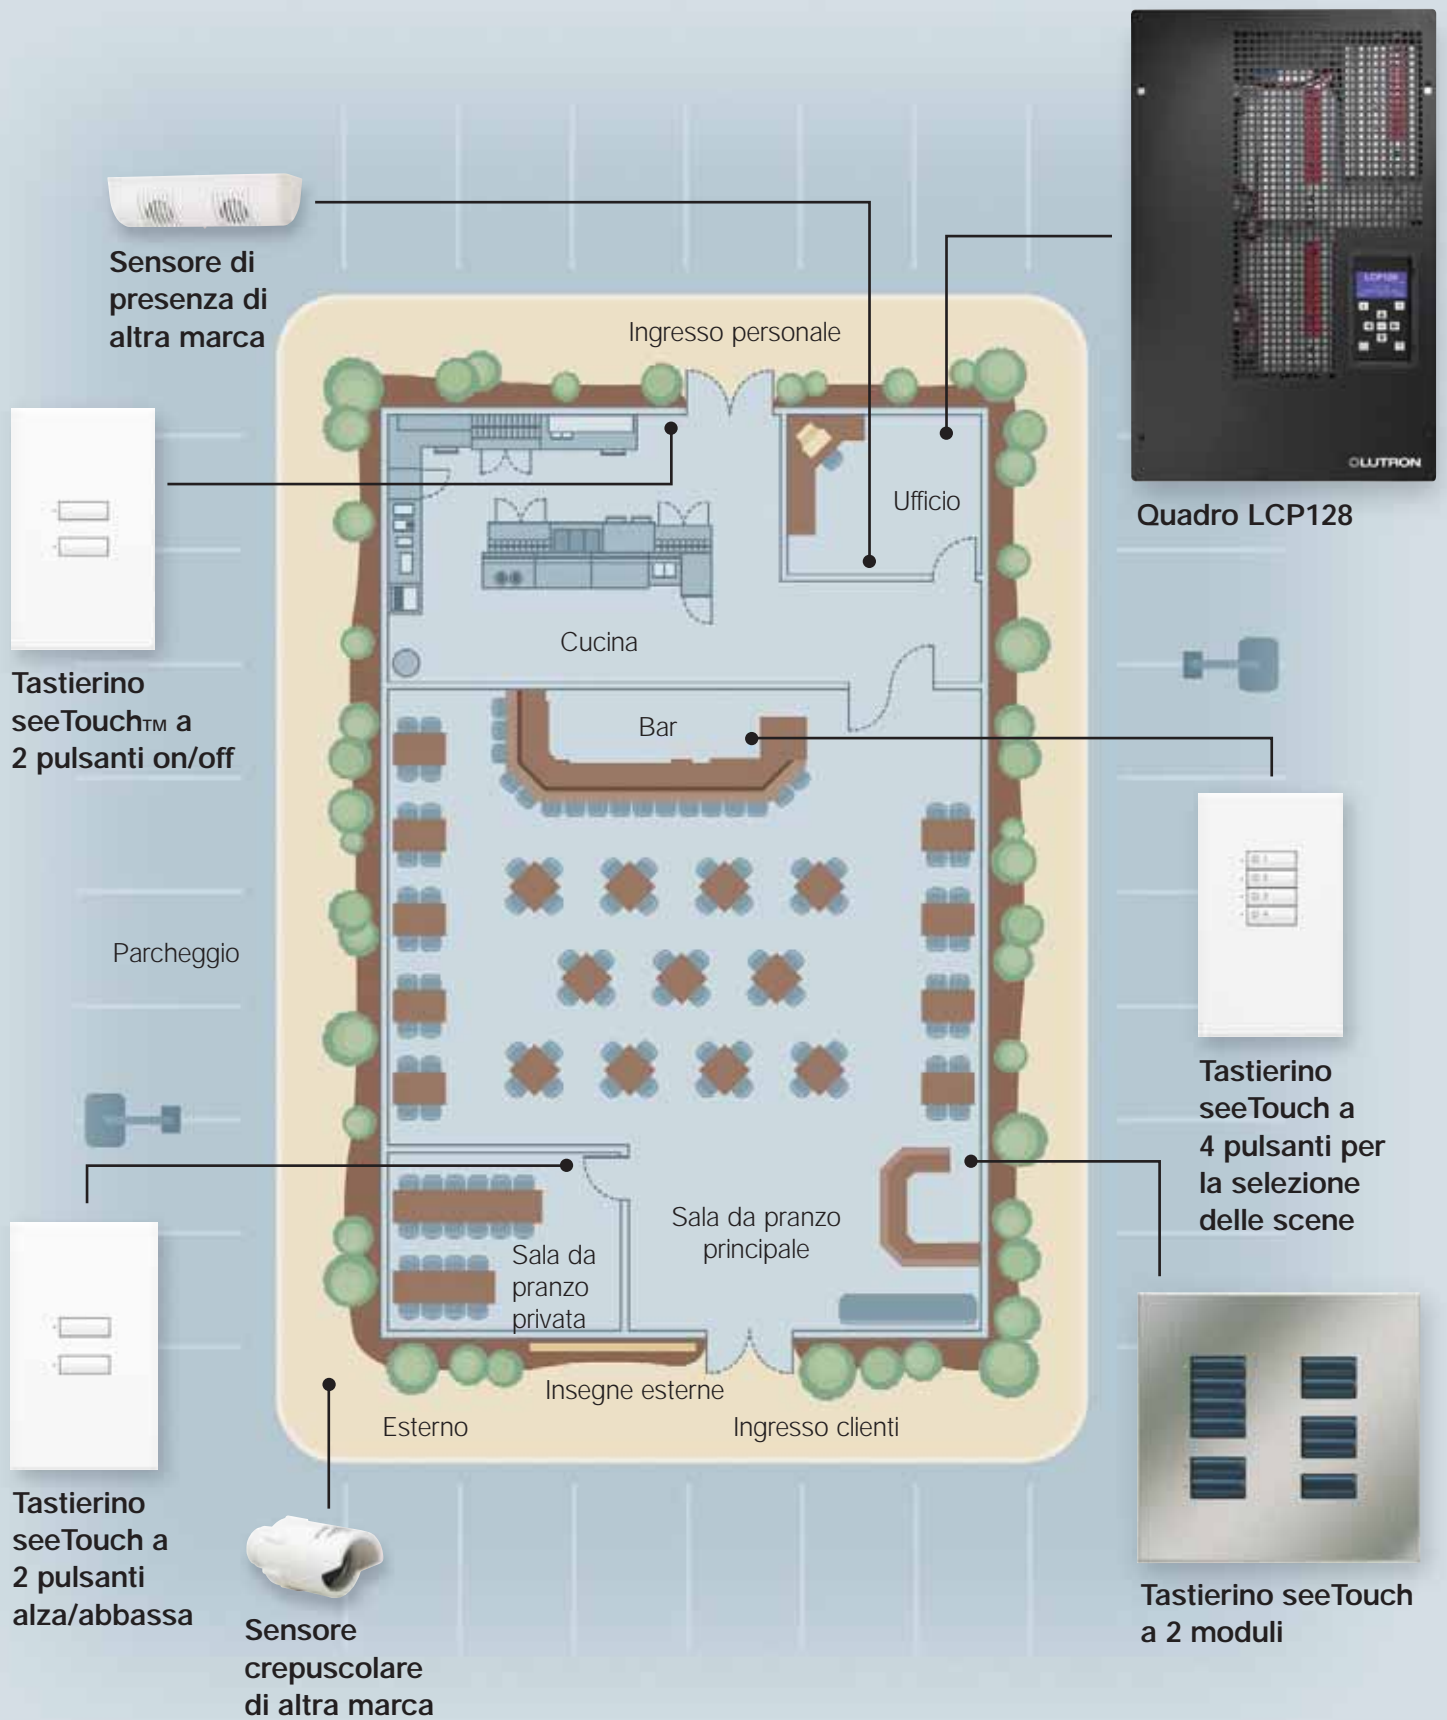 LCP128
LUTRON
Quadro LCP128
Sensore di
presenza di
altra marca
Ingresso personale
Ufficio
Tastierino
seeTouch™ a
2 pulsanti on/off
Cucina
Bar
Parcheggio
Tastierino
seeTouch a
4 pulsanti per
la selezione
delle scene
Sala da pranzo
principale
Sala da
pranzo
privata
Insegne esterne
Esterno
Ingresso clienti
Tastierino
seeTouch a
2 pulsanti
alza/abbassa
Sensore
crepuscolare
di altra marca
Tastierino seeTouch
a 2 moduli